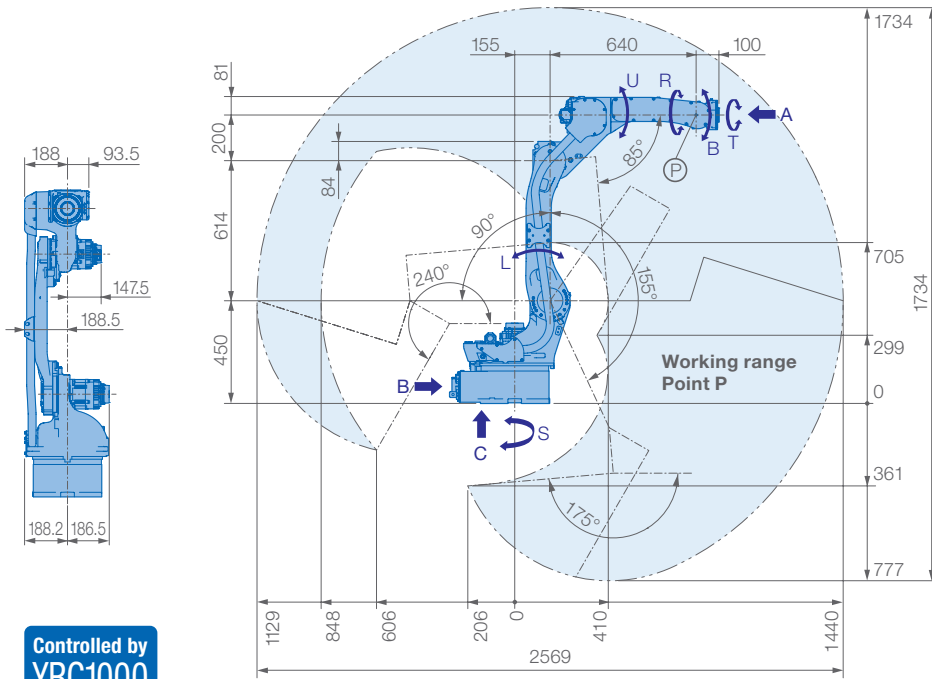 155
640
100
1734
81
U
R
A
T
B
200
188
93.5
84
85°
P
1734
614
90°
L
155°
705
240°
147.5
188.5
450
Working range
Point P
299
B
0
S
C
361
175°
188.2
186.5
777
1129
848
606
206
0
410
1440
2569
Controlled by
YRC1000